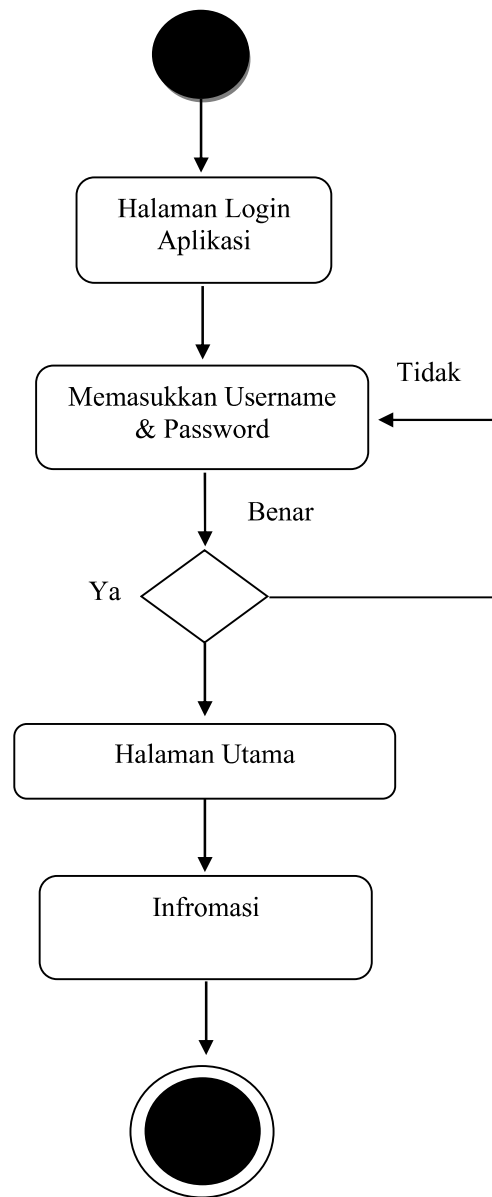 Halaman Login
Aplikasi
Memasukkan Username
& Password
Tidak
Benar
Ya
Halaman Utama
Infromasi